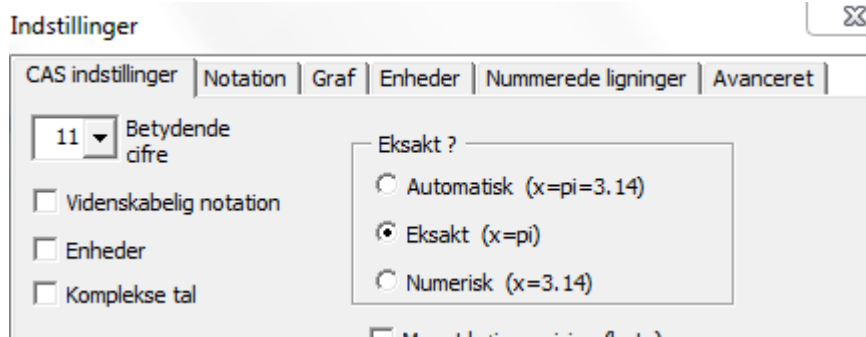 Indstillinger
CAS indstillinger Notation Graf Enheder Nummerede ligninger Avanceret
11 Betydende
cifre
Eksakt ?
Automatisk (x=pi=3.14)
Videnskabelig notation
Eksakt (x=pi)
Enheder
Numerisk (x=3.14)
Komplekse tal